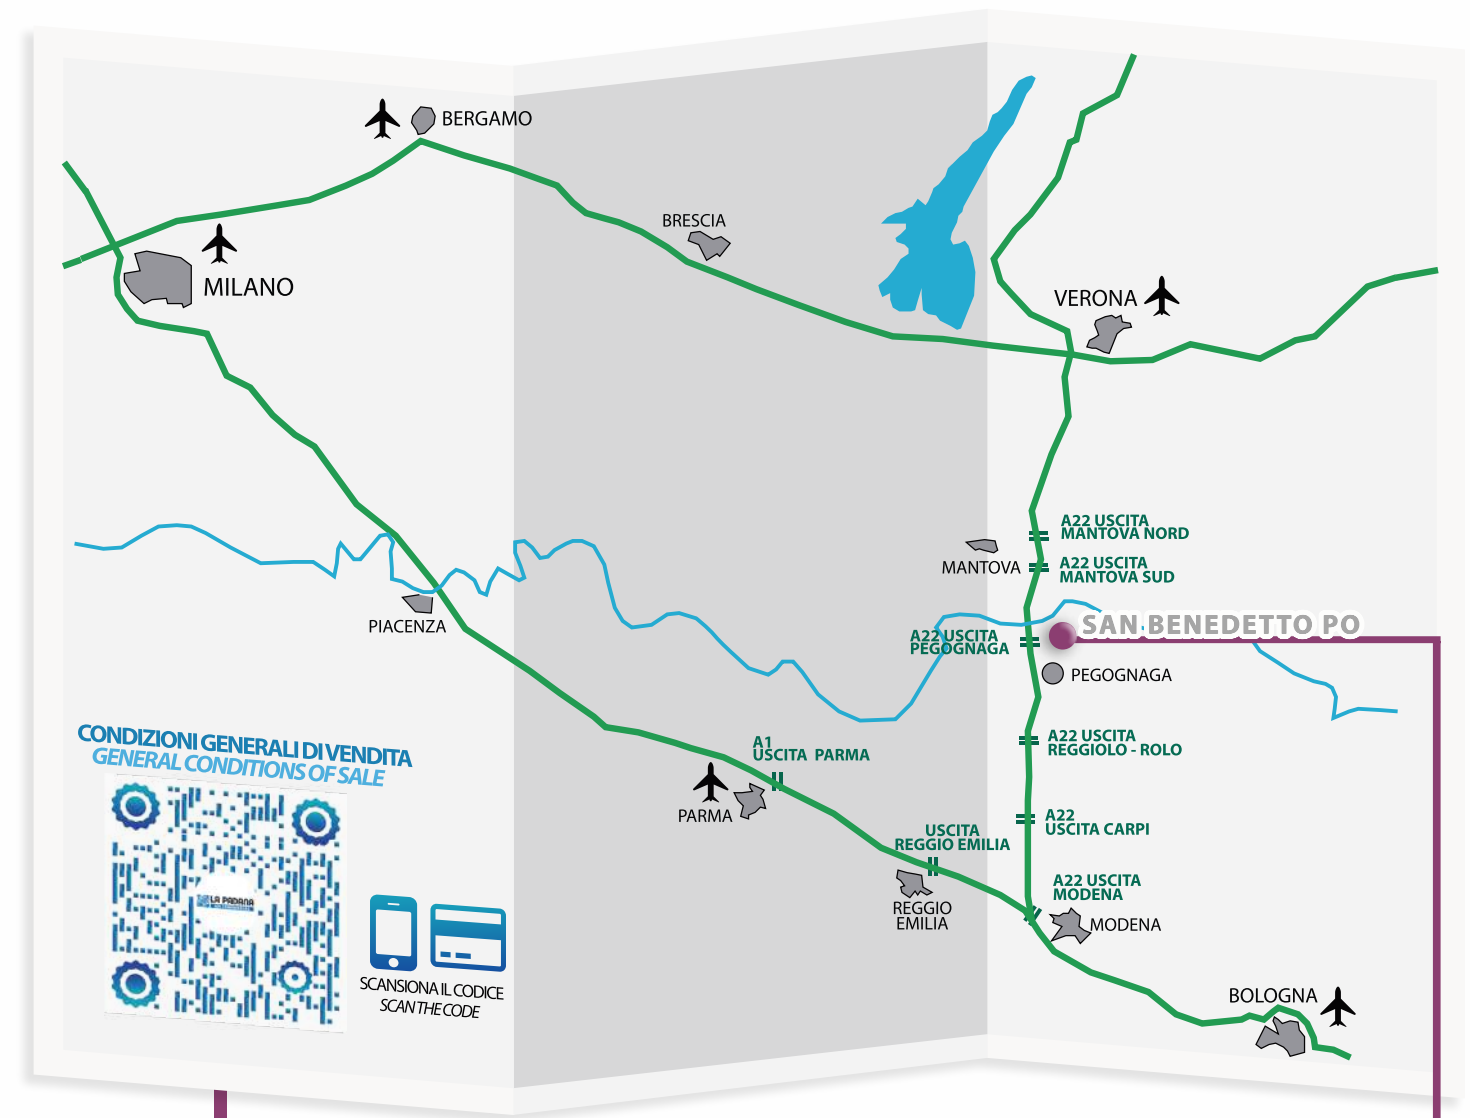 BERGAMO
BRESCIA
MILANO
VERONA
A22 USCITA
MANTOVA NORD
MANTOVA
A22 USCITA
MANTOVA SUD
PIACENZA
A22 USCITA
PEGOGNAGA
SAN BENEDETTO PO
PEGOGNAGA
CONDIZIONI GENERALI DI VENDITA
GENERAL CONDITIONS OF SALE
A1
USCITA PARMA
A22 USCITA
REGGIOLO - ROLO
PARMA
USCITA
REGGIO EMILIA
A22
USCITA CARPI
A22 USCITA
MODENA
LA PADANA
REGGIO
EMILIA
MODENA
SCANSIONA IL CODICE
SCAN THE CODE
BOLOGNA